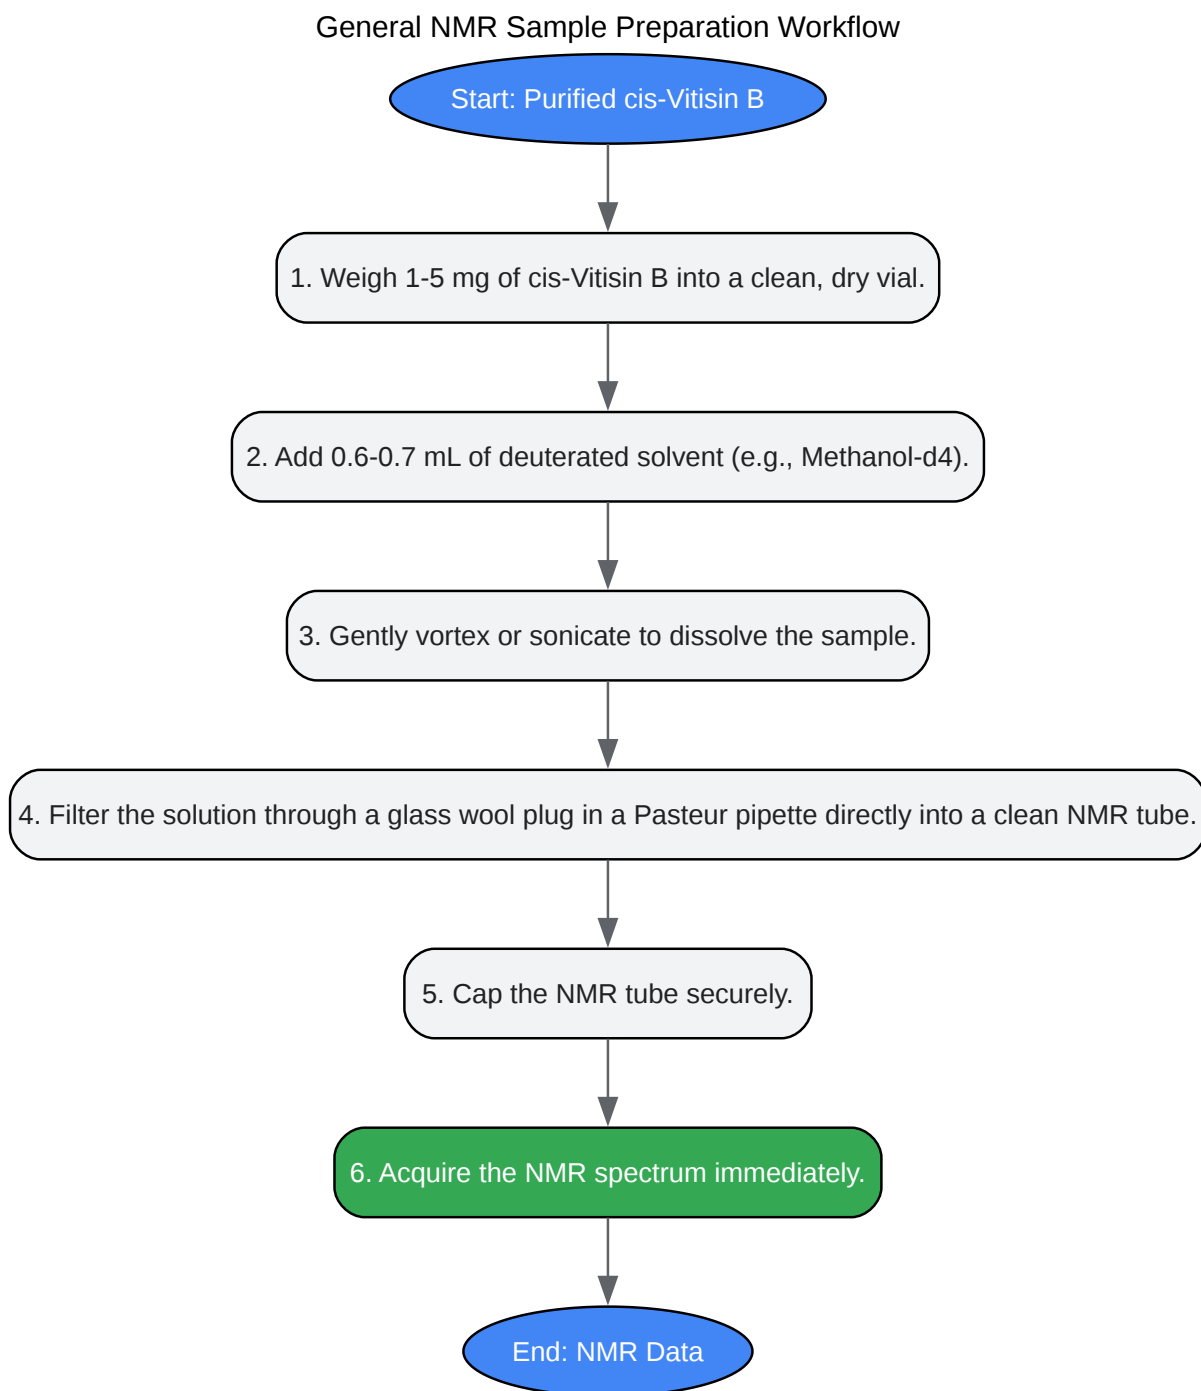 General NMR Sample Preparation Workflow
Start: Purified cis-Vitisin B
1. Weigh 1-5 mg of cis-Vitisin B into a clean, dry vial.
2. Add 0.6-0.7 mL of deuterated solvent (e.g., Methanol-d4).
3. Gently vortex or sonicate to dissolve the sample.
4. Filter the solution through a glass wool plug in a Pasteur pipette directly into a clean NMR tube.
5. Cap the NMR tube securely.
6. Acquire the NMR spectrum immediately.
End: NMR Data